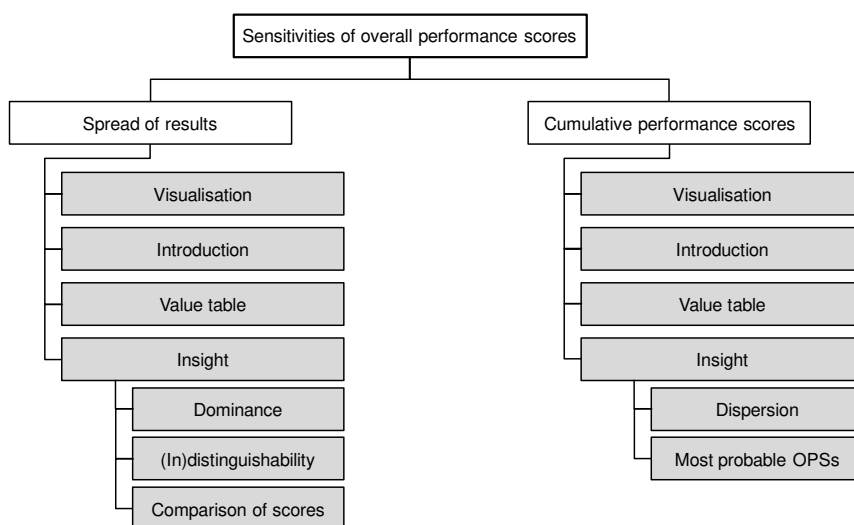 Sensitivities of overall performance scores
Spread of results
Cumulative performance scores
Visualisation
Introduction
Value table
Insight
Dominance
(In)distinguishability
Comparison of scores
Visualisation
Introduction
Value table
Insight
Dispersion
Most probable OPSs